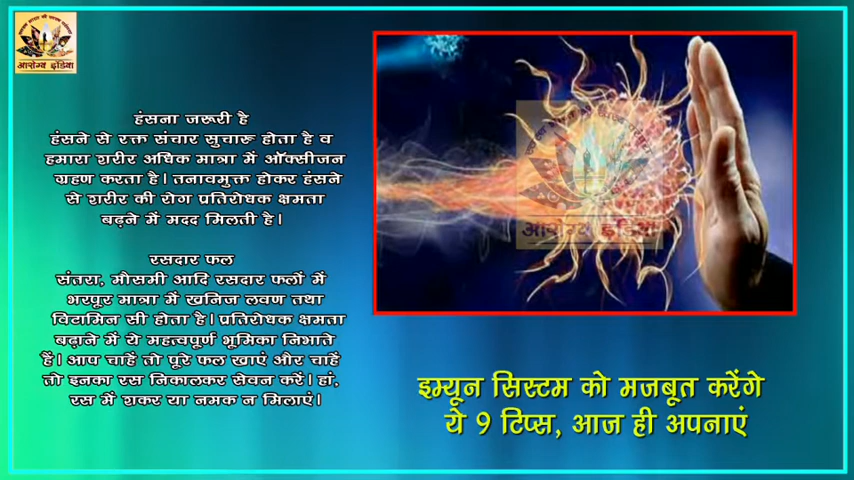 आरोग्य इंडिया
हंसना जरूरी है
हंसने से रक्त संचार सुचारू होता है व
हमारा शरीर अधिक मात्रा में ऑक्सीजन
ग्रहण करता है। तनावमुक्त होकर हंसने
से शरीर की रोग प्रतिरोधक क्षमता
बढ़ने में मदद मिलती है।
रसदार फल
संतरा, मौसमी आदि रसदार फलों में
भरपूर मात्रा में खनिज लवण तथा
विटामिन सी होता है। प्रतिरोधक क्षमता
बढ़ाने में ये महत्वपूर्ण भूमिका निभाते
हैं। आप चाहें तो पूरे फल खाएं और चाहें
तो इनका रस निकालकर सेवन करें। हां,
रस में शकर या नमक न मिलाएं।
आरोग्य इंडिया
इम्यून सिस्टम को मजबूत करेंगे
ये 9 टिप्स, आज ही अपनाएं